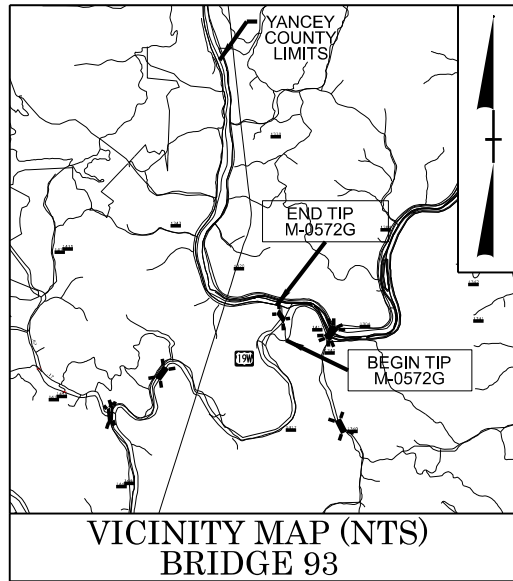 YANCEY
COUNTY
LIMITS
END TIP
M-0572G
19W
BEGIN TIP
M-0572G
VICINITY MAP (NTS)
BRIDGE 93